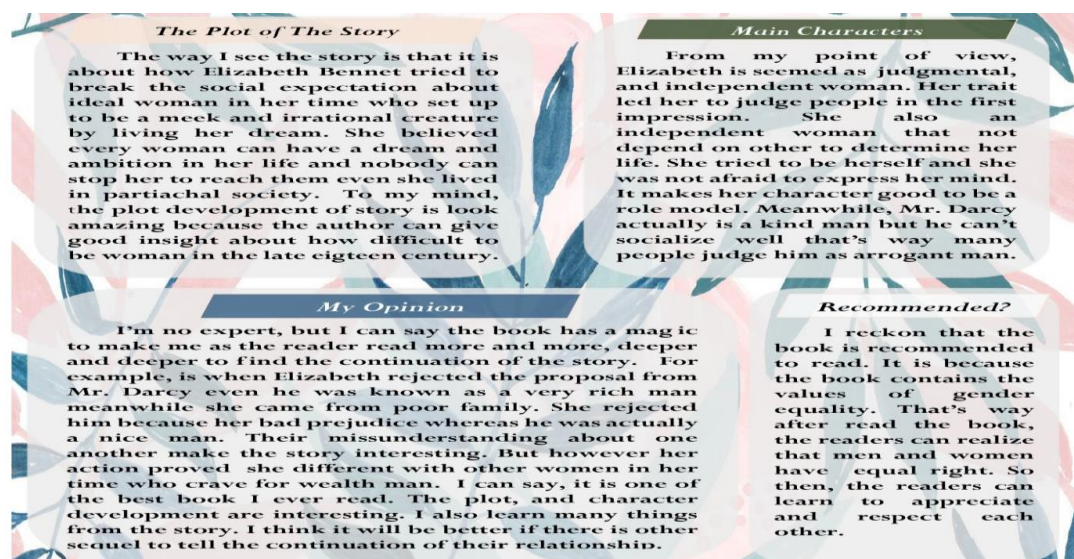 The Plot of The Story
The way I see the story is that it is
about how Elizabeth Bennet tried to
break the social expectation about
ideal woman in her time who set up
to be a meek and irrational creature
by living her dream. She believed
every woman can have a dream and
ambition in her life and nobody can
stop her to reach them even she lived
in partiachal society. To my mind,
the plot development of story is look
amazing because the author can give
good insight about how difficult to
be woman in the late eigteen century.
Main Characters
From my point of view,
Elizabeth is seemed as judgmental,
and independent woman. Her trait
led her to judge people in the first
impression. She also an
independent woman that not
depend on other to determine her
life. She tried to be herself and she
was not afraid to express her mind.
It makes her character good to be a
role model. Meanwhile, Mr. Darcy
actually is a kind man but he can't
socialize well that's way many
people judge him as arrogant man.
My Opinion
I'm no expert, but I can say the book has a magic
to make me as the reader read more and more, deeper
and deeper to find the continuation of the story. For
example, is when Elizabeth rejected the proposal from
Mr. Darcy even he was known as a very rich man
meanwhile she came from poor family. She rejected
him because her bad prejudice whereas he was actually
a nice man. Their missunderstanding about one
another make the story interesting. But however her
action proved she different with other women in her
time who crave for wealth man. I can say, it is one of
the best book I ever read. The plot, and character
development are interesting. I also learn many things
from the story. I think it will be better if there is other
sequel to tell the continuation of their relationship.
Recommended?
I reckon that the
book is recommended
to read. It is because
the book contains the
values of gender
equality. That's way
after read the book,
the readers can realize
that men and women
have equal right. So
then, the readers can
learn to appreciate
and respect each
other.